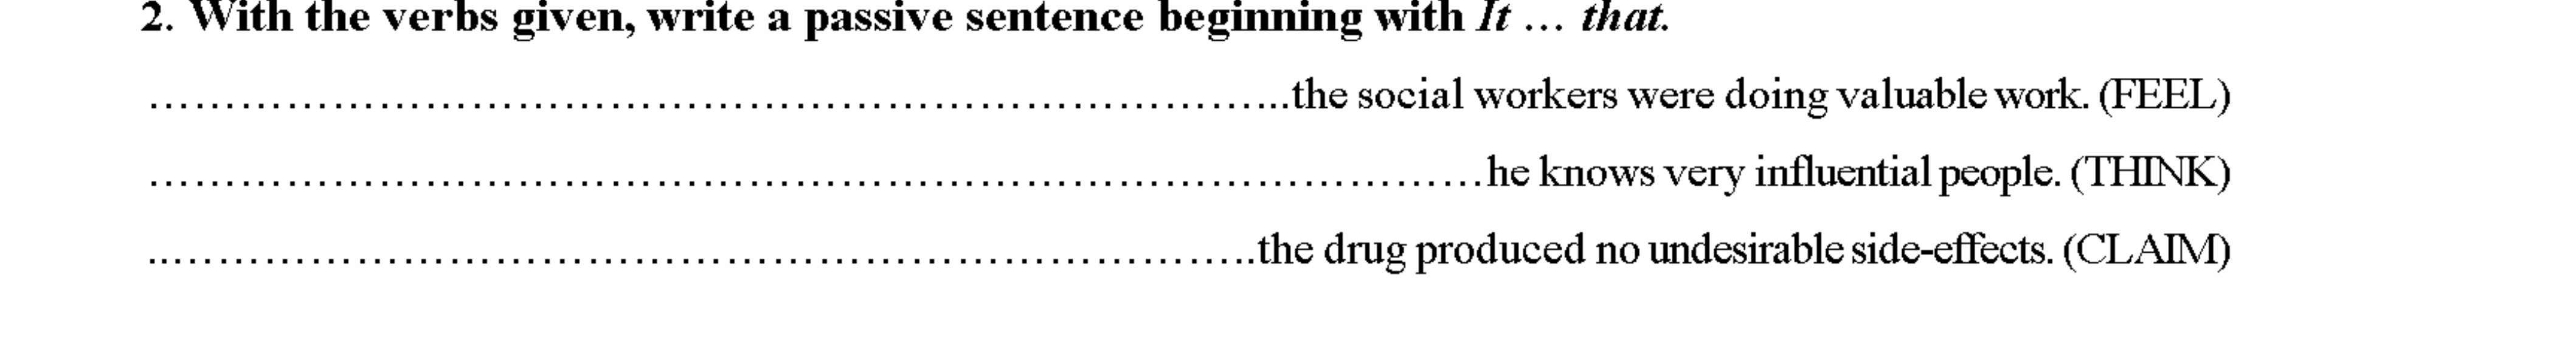 2. With the verbs given, write a passive sentence beginning with It … that.
………………………………………………………………..the social workers were doing valuable work. (FEEL)
……………………………………………………………………………he knows very influential people. (THINK)
………………………………………………………………..the drug produced no undesirable side-effects. (CLAIM)